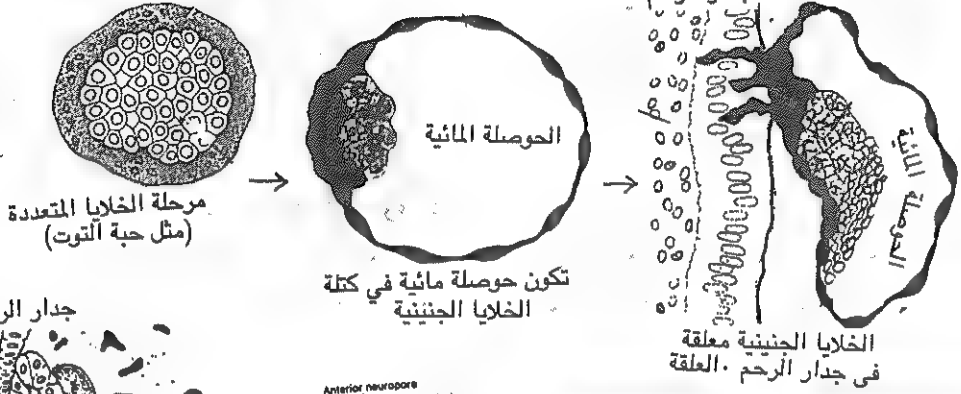 مرحلة الخلايا المتعددة
(مثل حبة التوت)
الحوصلة المائية
تكون حوصلة مائية في كتلة
الخلايا الجنينية
الحوصلة المائية
الخلايا الجنينية معلقة
في جدار الرحم . العلقة
جدار
Anterior neuropore